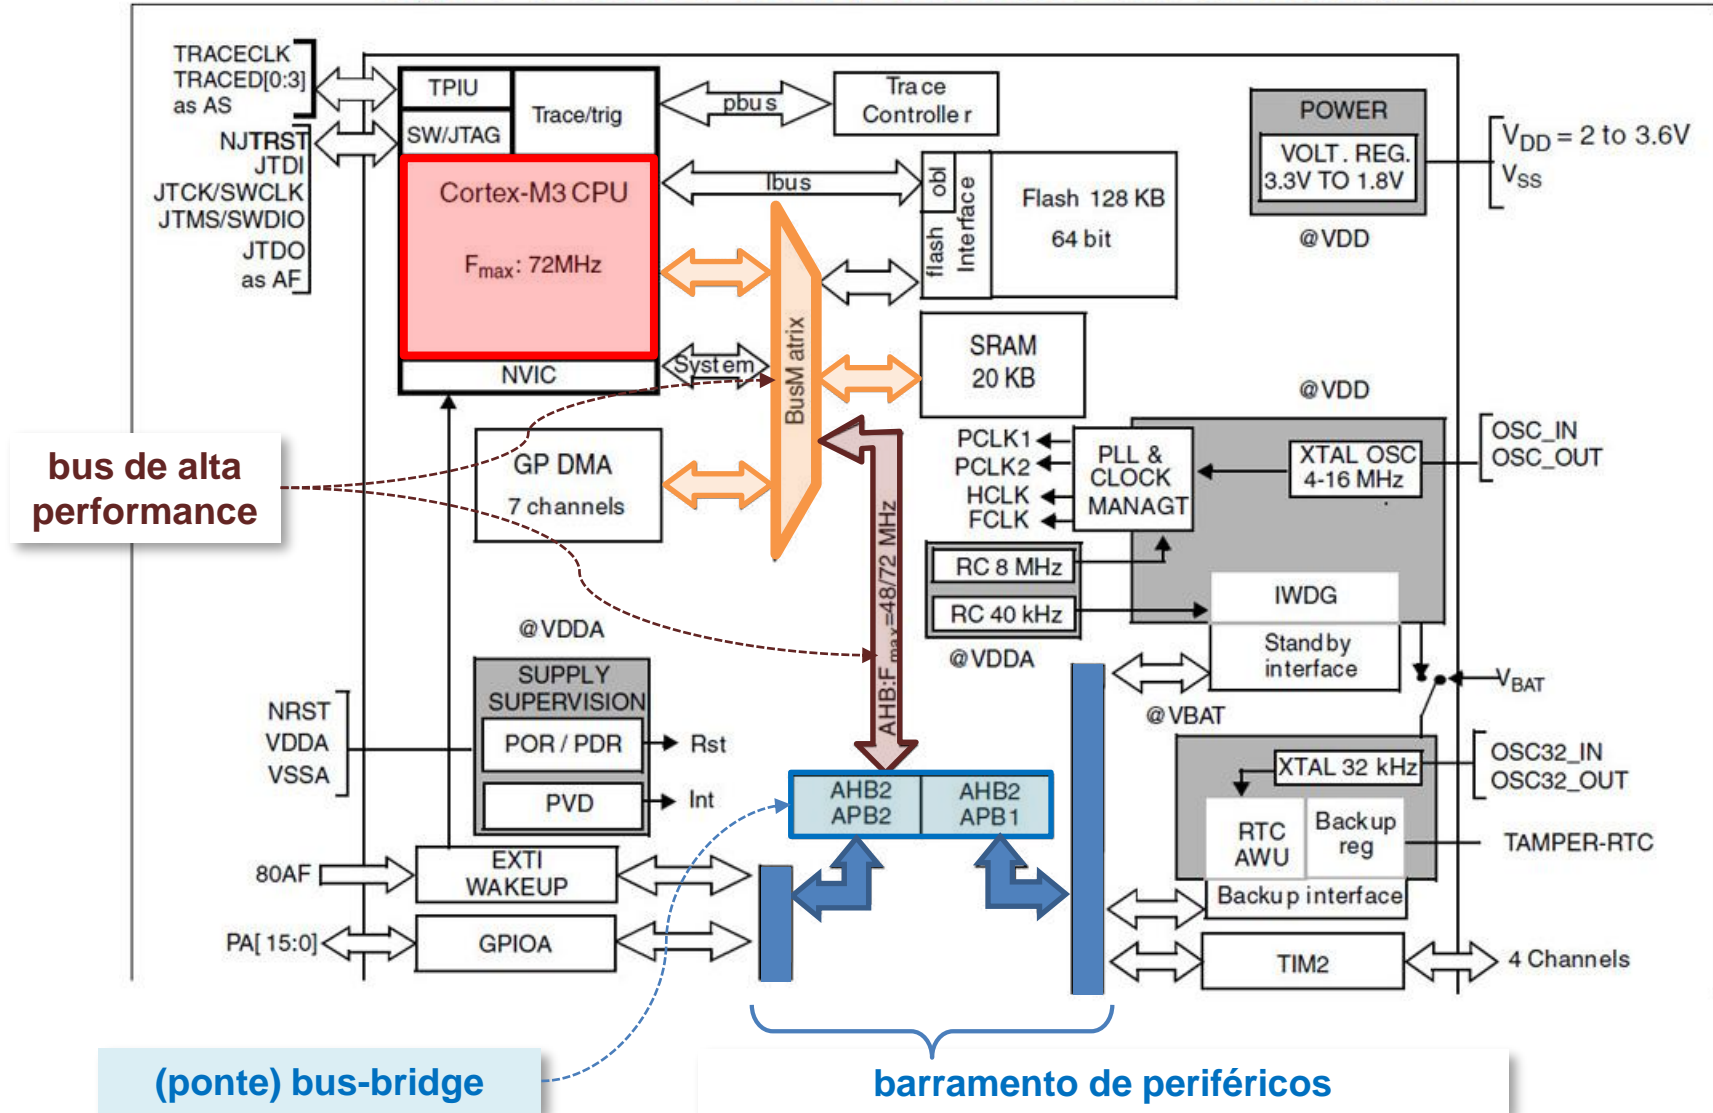 TRACECLK
TRACED[0:3]
as AS
NJTRST
JTDI
JTCK/SWCLK
JTMS/SWDIO
JTDO
as AF
TPIU
SW/JTAG
Trace/trig
pbus
Trace
Controller
Cortex-M3 CPU
Fmax: 72MHz
NVIC
Ibus
System
BusMatrix
flash
obl
Interface
Flash 128 KB
64 bit
POWER
VOLT. REG.
3.3V TO 1.8V
@VDD
VDD = 2 to 3.6V
VSS
SRAM
20 KB
bus de alta
performance
GP DMA
7 channels
AHB:Fmax=48/72 MHz
@VDD
PCLK1
PCLK2
HCLK
FCLK
PLL &
CLOCK
MANAGT
XTAL OSC
4-16 MHz
OSC_IN
OSC_OUT
RC 8 MHz
RC 40 kHz
@VDDA
IWDG
Standby
interface
VBAT
@VBAT
@VDDA
SUPPLY
SUPERVISION
POR / PDR
PVD
Rst
Int
NRST
VDDA
VSSA
AHB2
APB2
AHB2
APB1
XTAL 32 kHz
OSC32_IN
OSC32_OUT
RTC
AWU
Backup
reg
TAMPER-RTC
Backup interface
80AF
EXTI
WAKEUP
PA[15:0]
GPIOA
TIM2
4 Channels
(ponte) bus-bridge
barramento de periféricos